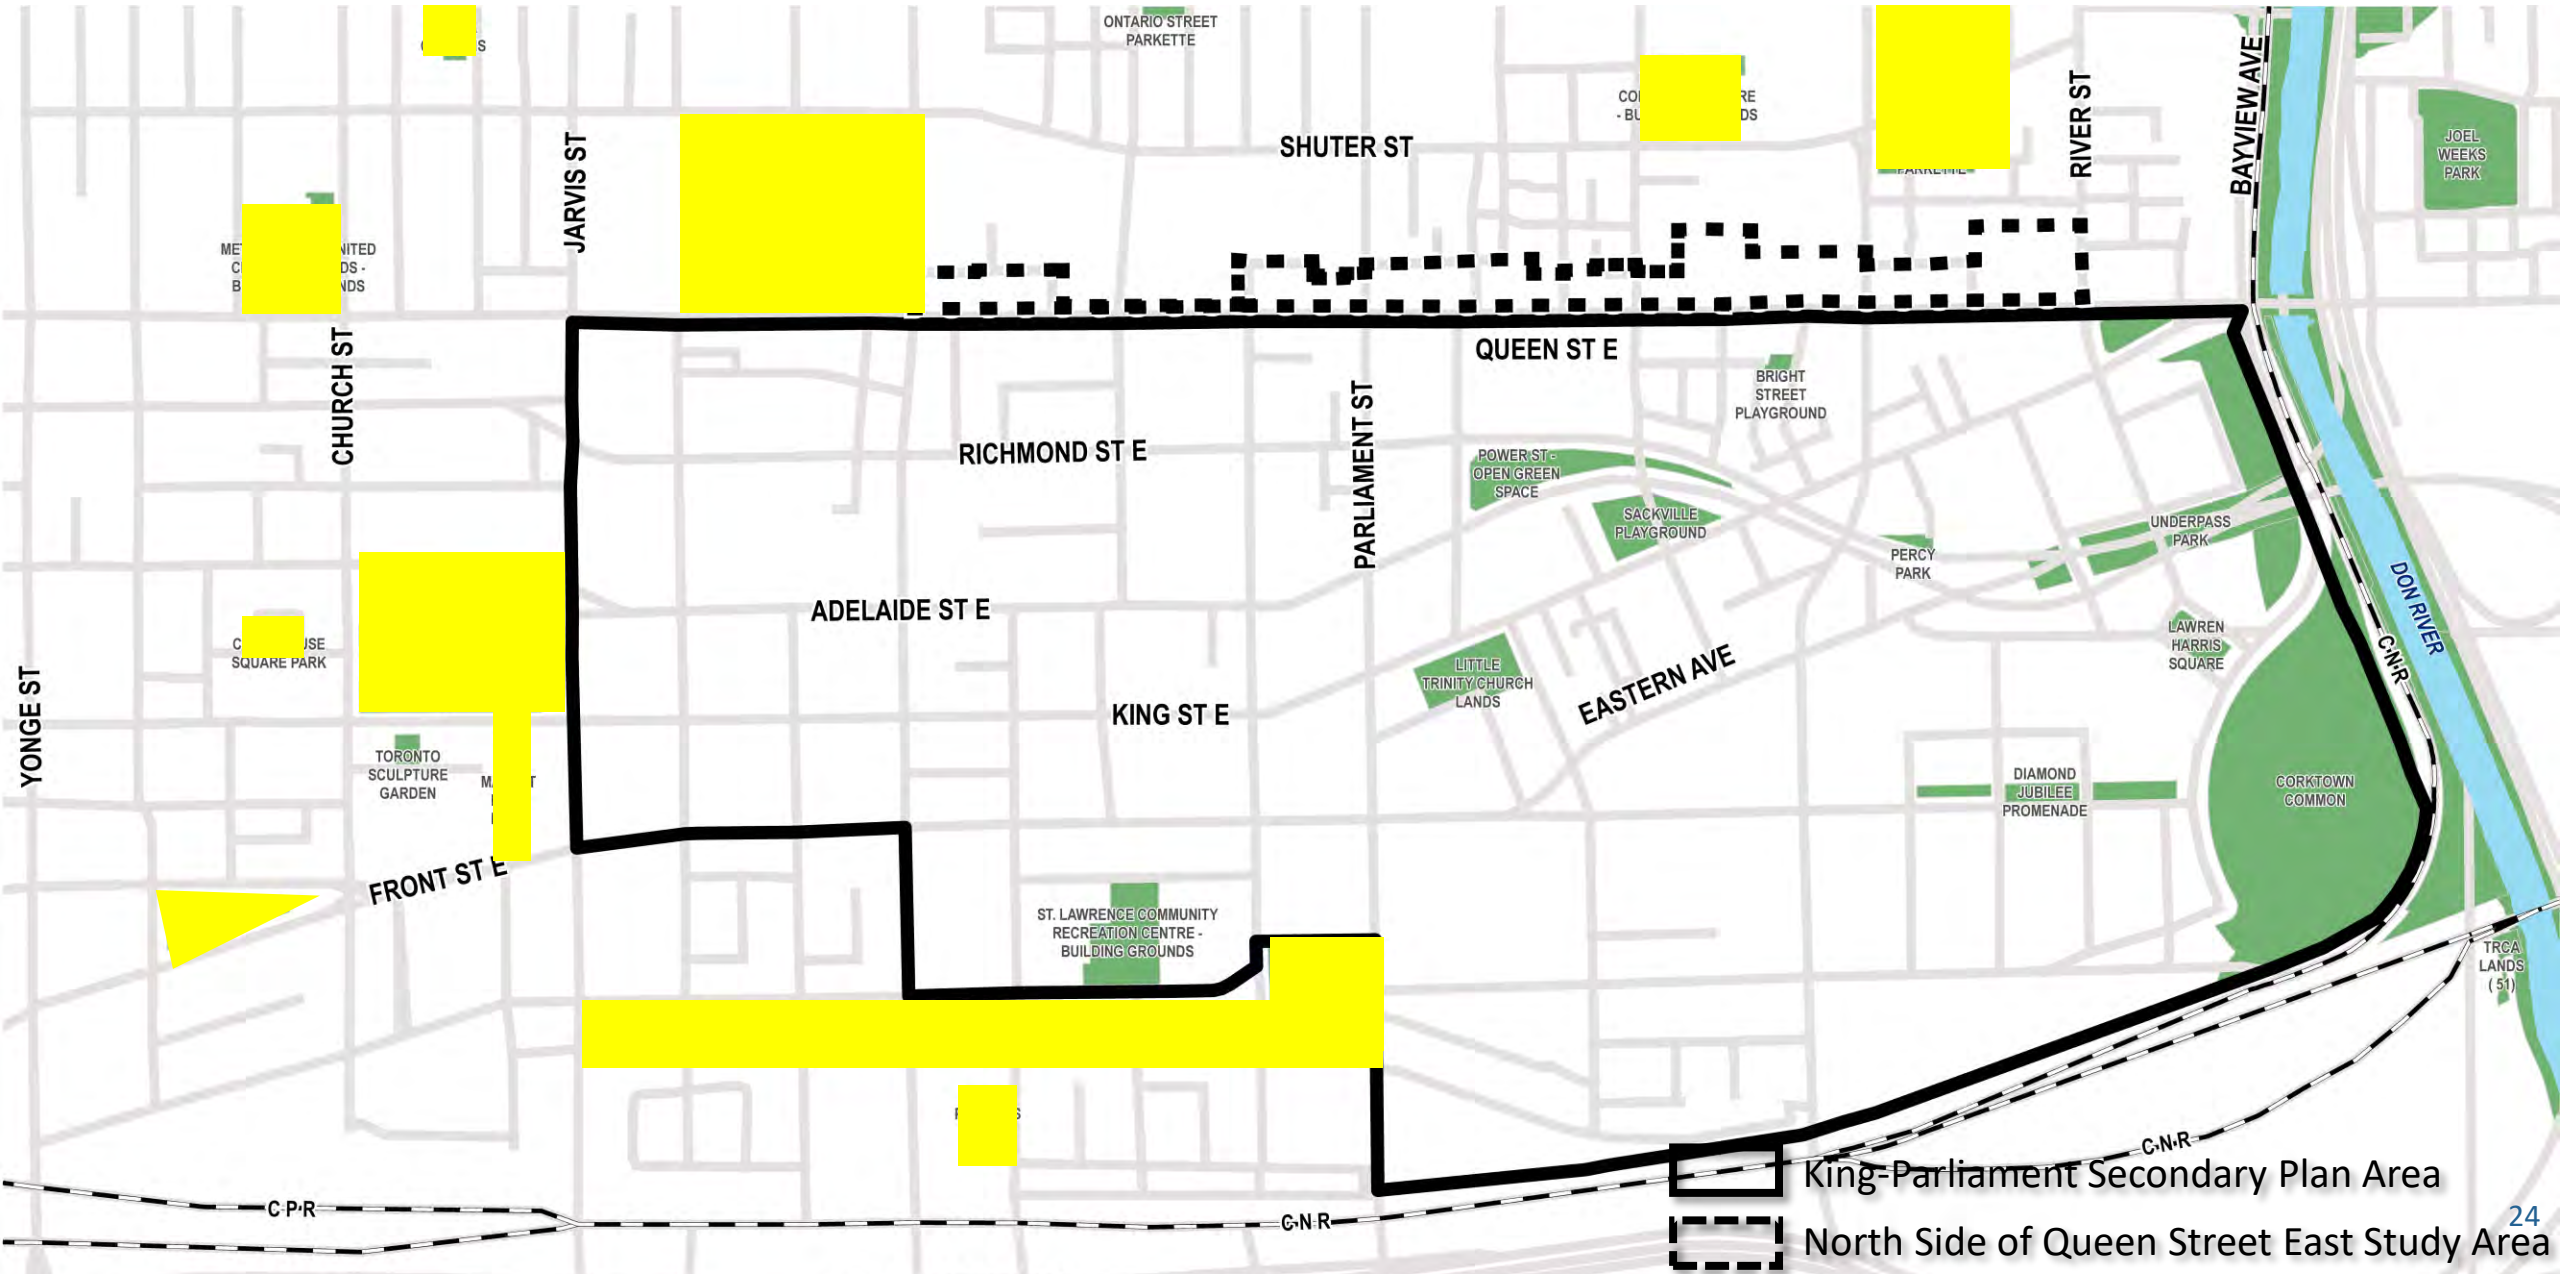 ONTARIO STREET
PARKETTE
SHUTER ST
JARVIS ST
RIVER ST
BAYVIEW AVE
JOEL
WEEKS
PARK
CHURCH ST
QUEEN ST E
BRIGHT
STREET
PLAYGROUND
RICHMOND ST E
PARLIAMENT ST
POWER ST -
OPEN GREEN
SPACE
SACKVILLE
PLAYGROUND
UNDERPASS
PARK
PERCY
PARK
DON RIVER
ADELAIDE ST E
SQUARE PARK
LAWREN
HARRIS
SQUARE
C·N·R
LITTLE
TRINITY CHURCH
LANDS
EASTERN AVE
YONGE ST
KING ST E
TORONTO
SCULPTURE
GARDEN
DIAMOND
JUBILEE
PROMENADE
CORKTOWN
COMMON
FRONT ST E
ST. LAWRENCE COMMUNITY
RECREATION CENTRE -
BUILDING GROUNDS
TRCA
LANDS
( 51)
C·N·R
C P·R
C·N R
King-Parliament Secondary Plan Area
North Side of Queen Street East Study Area
24